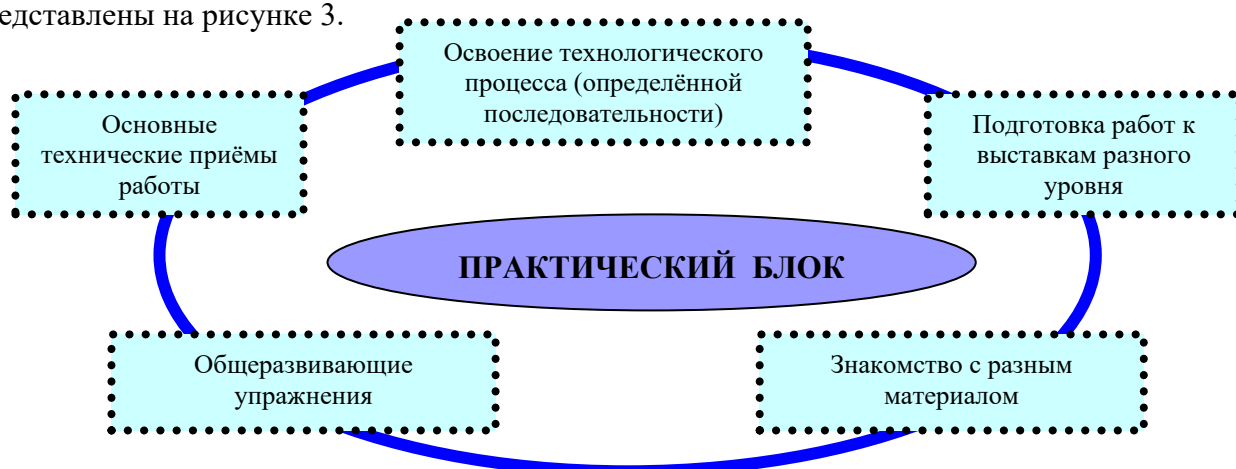 едставлены на рисунке 3.
Освоение технологического
процесса (определённой
последовательности)
Основные
технические приёмы
работы
Подготовка работ к
выставкам разного
уровня
ПРАКТИЧЕСКИЙ БЛОК
Общеразвивающие
упражнения
Знакомство с разным
материалом